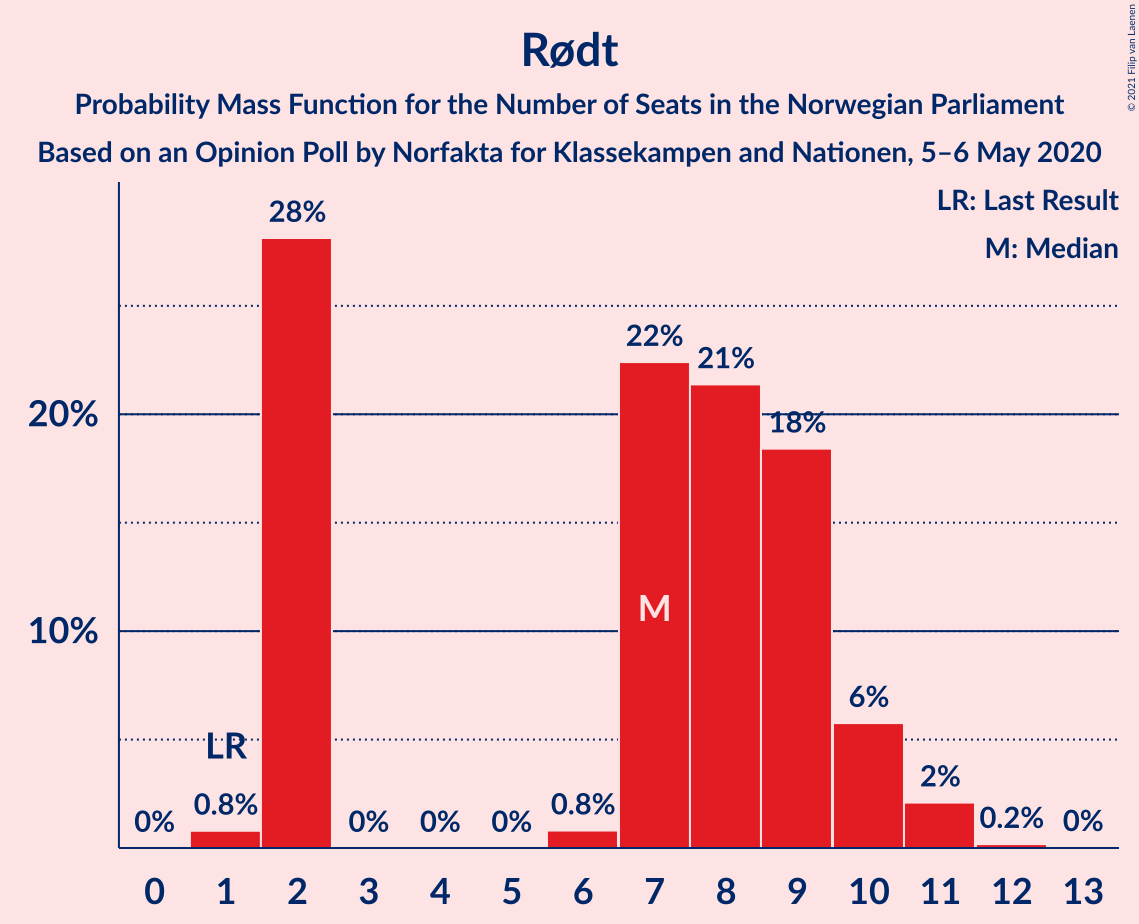 Rødt
Probability Mass Function for the Number of Seats in the Norwegian Parliament
Based on an Opinion Poll by Norfakta for Klassekampen and Nationen, 5–6 May 2020
© 2021 Filip van Laenen
LR: Last Result
M: Median
20%
10%
0%
LR
0.8%
28%
0%
0%
0%
0.8%
22%
M
21%
18%
6%
2%
0.2%
0%
0 1 2 3 4 5 6 7 8 9 10 11 12 13